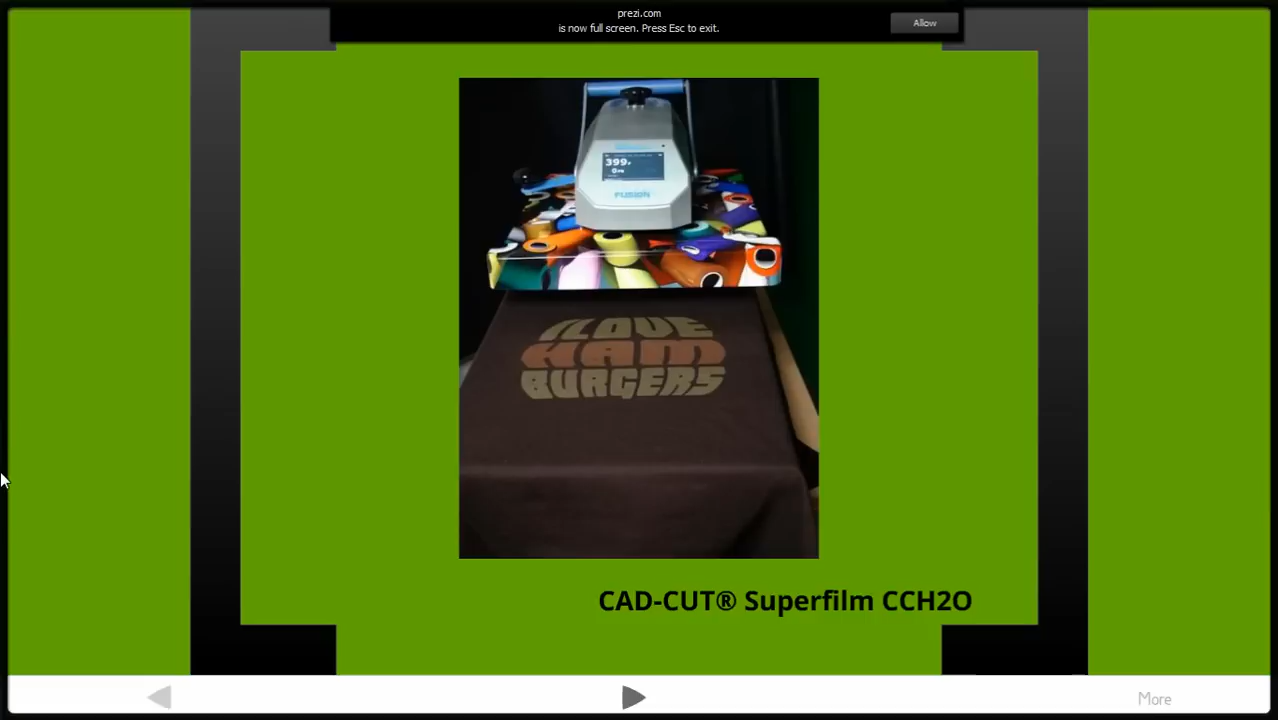 prezi.com
is now full screen. Press Esc to exit.
Allow
399F
FUSION
I LOVE
HAM
BURGERS
CAD-CUT® Superfilm CCH2O
More